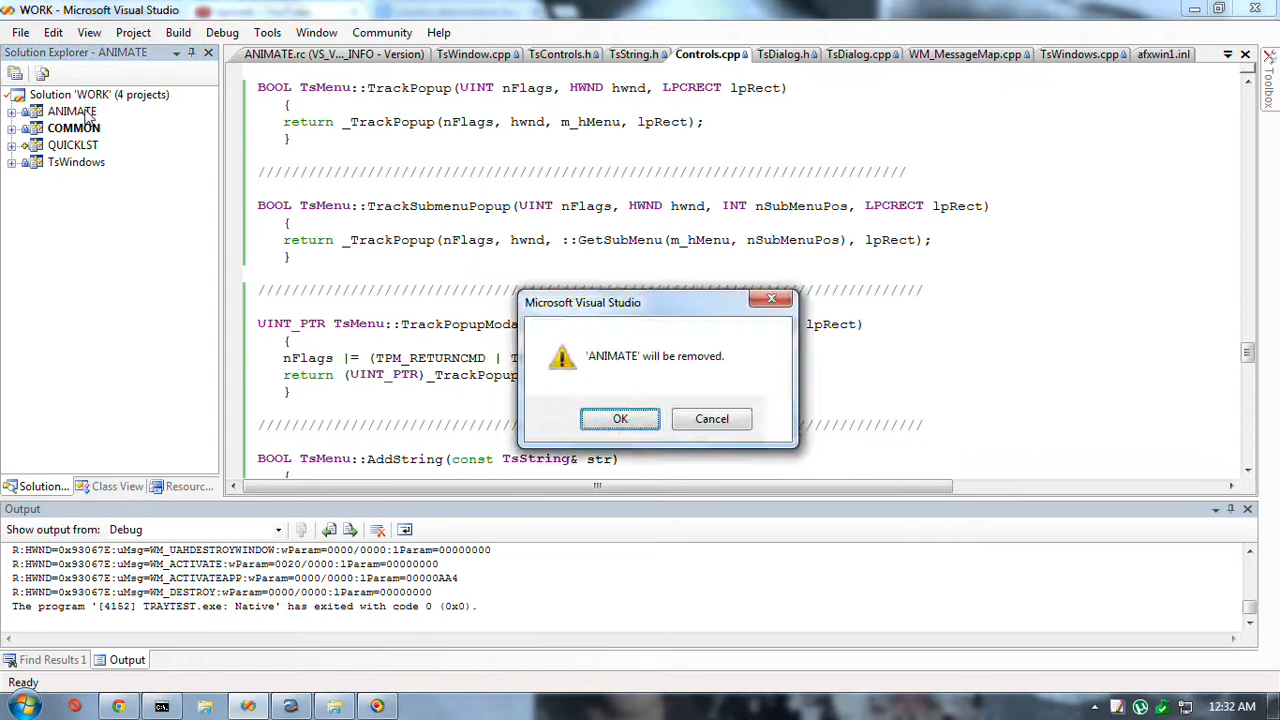 WORK - Microsoft Visual Studio
File Edit View Project Build Debug Tools Window Community Help
Solution Explorer - ANIMATE
Solution 'WORK' (4 projects)
ANIMATE
COMMON
QUICKLST
TsWindows
Solution... Class View Resourc...
ANIMATE.rc (VS_V..._INFO - Version) TsWindow.cpp TsControls.h TsString.h Controls.cpp TsDialog.h TsDialog.cpp WM_MessageMap.cpp TsWindows.cpp afxwin1.inl
Toolbox
BOOL TsMenu::TrackPopup(UINT nFlags, HWND hwnd, LPCRECT lpRect)
{
return _TrackPopup(nFlags, hwnd, m_hMenu, lpRect);
}
/////////////////////////////////////////////////////////////////////////////
BOOL TsMenu::TrackSubmenuPopup(UINT nFlags, HWND hwnd, INT nSubMenuPos, LPCRECT lpRect)
{
return _TrackPopup(nFlags, hwnd, ::GetSubMenu(m_hMenu, nSubMenuPos), lpRect);
}
///////////////////////////////////////////////////////////////////////////////
UINT_PTR TsMenu::TrackPopupModa lpRect)
{
nFlags |= (TPM_RETURNCMD | T
return (UINT_PTR)_TrackPopup
}
///////////////////////////////////////////////////////////////////////////////
BOOL TsMenu::AddString(const TsString& str)
{
Microsoft Visual Studio
'ANIMATE' will be removed.
OK Cancel
Output
Show output from: Debug
R:HWND=0x93067E:uMsg=WM_UAHDESTROYWINDOW:wParam=0000/0000:lParam=00000000
R:HWND=0x93067E:uMsg=WM_ACTIVATE:wParam=0020/0000:lParam=00000000
R:HWND=0x93067E:uMsg=WM_ACTIVATEAPP:wParam=0000/0000:lParam=00000AA4
R:HWND=0x93067E:uMsg=WM_DESTROY:wParam=0000/0000:lParam=00000000
The program '[4152] TRAYTEST.exe: Native' has exited with code 0 (0x0).
Find Results 1 Output
Ready
12:32 AM